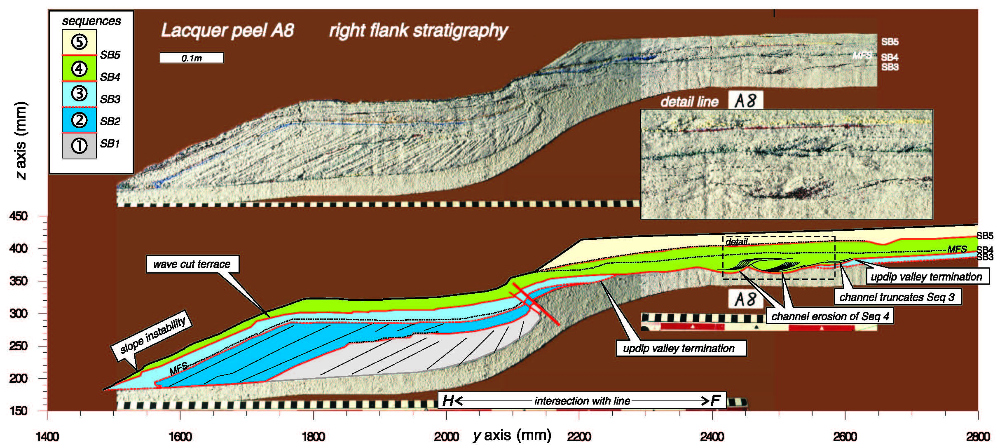 sequences
⑤
SB5
④
SB4
③
SB3
②
SB2
①
SB1
Lacquer peel A8 right flank stratigraphy
0.1m
SB5
MFS SB4
SB3
detail line A8
z axis (mm)
450
400
350
300
250
200
150
detail
SB5
MFS SB4
SB3
wave cut terrace
updip valley termination
channel truncates Seq 3
A8
channel erosion of Seq 4
slope instability
updip valley termination
MFS
H intersection with line F
1400 1600 1800 2000 y axis (mm) 2200 2400 2600 2800